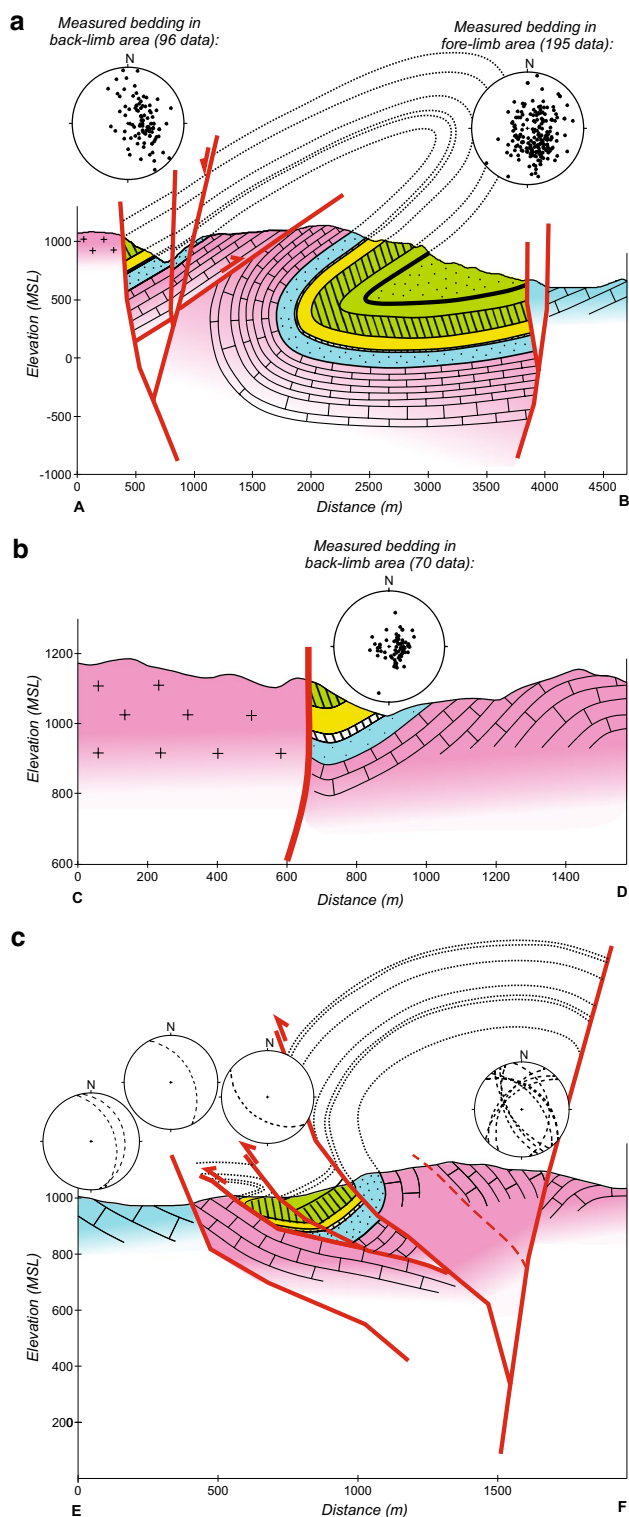 a
Measured bedding in
back-limb area (96 data):
Measured bedding in
fore-limb area (195 data):
N
N
Elevation (MSL)
1000
500
0
-500
-1000
0 500 1000 1500 2000 2500 3000 3500 4000 4500
A Distance (m) B
b
Measured bedding in
back-limb area (70 data):
N
Elevation (MSL)
1200
1000
800
600
0 200 400 600 800 1000 1200 1400
C Distance (m) D
c
N
N
N
N
Elevation (MSL)
1000
800
600
400
200
0
0 500 1000 1500
E Distance (m) F